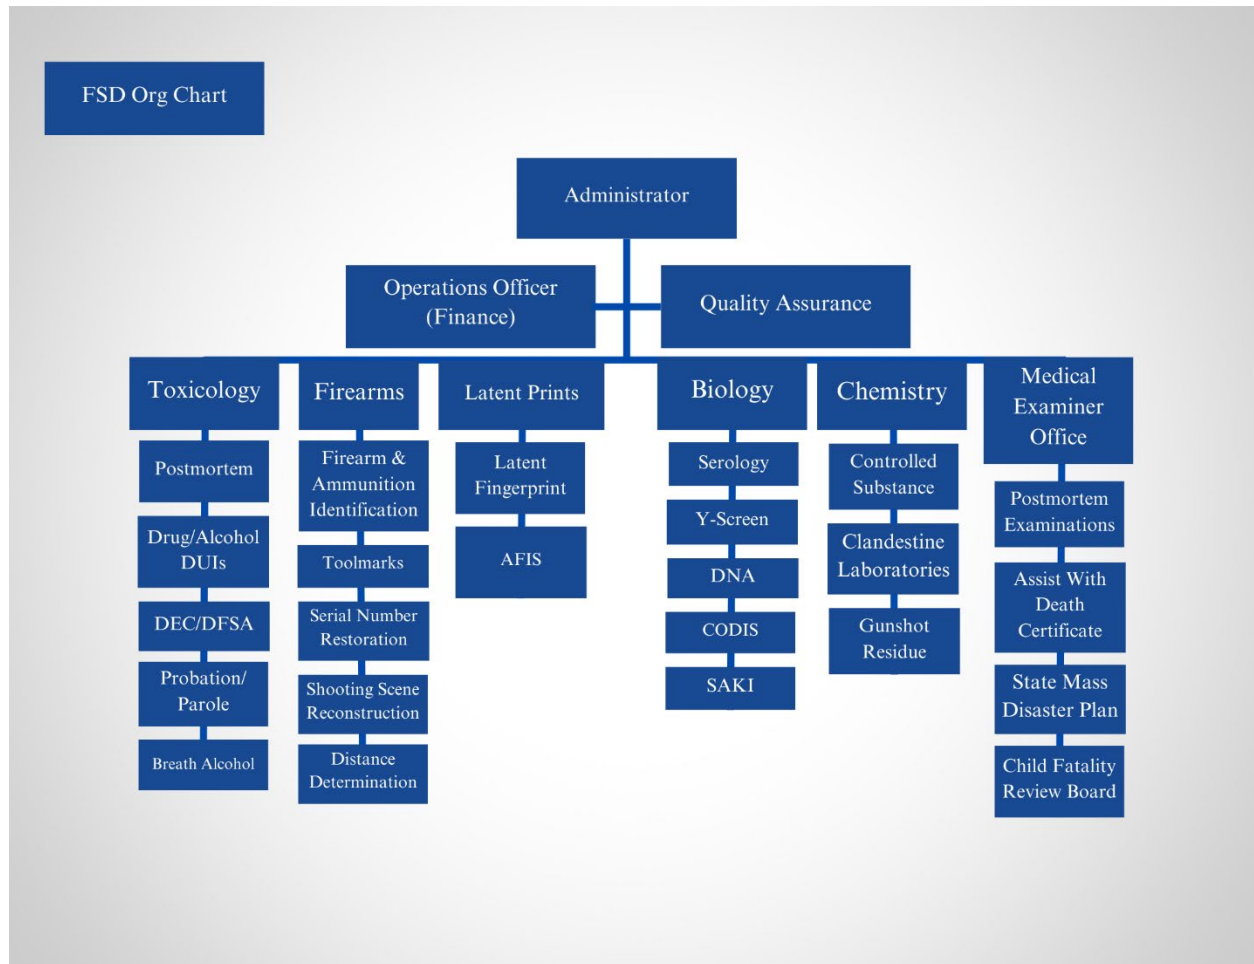 FSD Org Chart
Administrator
Operations Officer
(Finance)
Quality Assurance
Toxicology
Postmortem
Drug/Alcohol
DUIs
DEC/DFSA
Probation/
Parole
Breath Alcohol
Firearms
Firearm &
Ammunition
Identification
Toolmarks
Serial Number
Restoration
Shooting Scene
Reconstruction
Distance
Determination
Latent Prints
Latent
Fingerprint
AFIS
Biology
Serology
Y-Screen
DNA
CODIS
SAKI
Chemistry
Controlled
Substance
Clandestine
Laboratories
Gunshot
Residue
Medical
Examiner
Office
Postmortem
Examinations
Assist With
Death
Certificate
State Mass
Disaster Plan
Child Fatality
Review Board